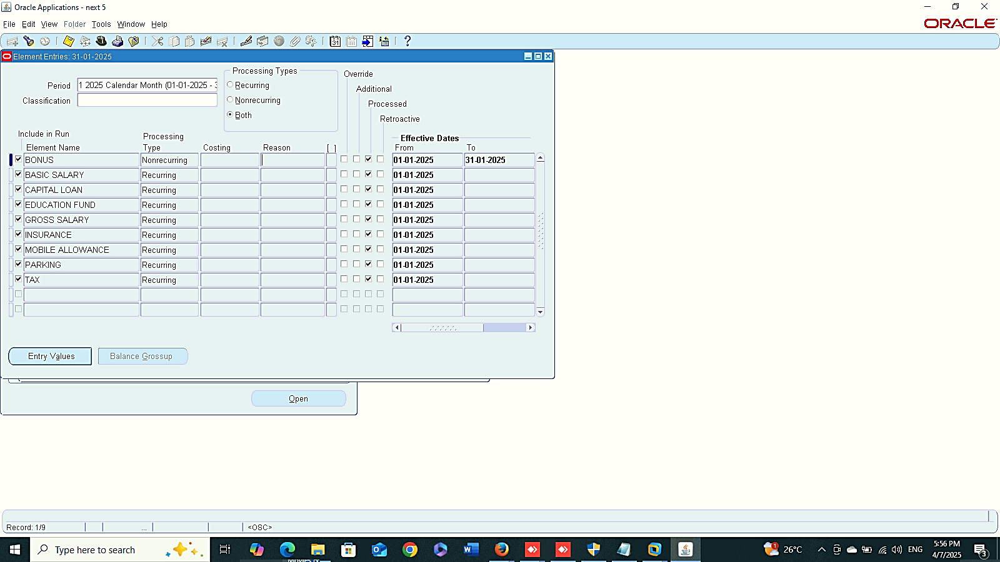 Oracle Applications - next 5
File Edit View Folder Tools Window Help
ORACLE
Element Entries: 31-01-2025
Period 1 2025 Calendar Month (01-01-2025 - 3
Classification
Processing Types
Recurring
Nonrecurring
Both
Override
Additional
Processed
Retroactive
Include in Run
Element Name Processing Type Costing Reason [ ] Effective Dates From To
BONUS Nonrecurring 01-01-2025 31-01-2025
BASIC SALARY Recurring 01-01-2025
CAPITAL LOAN Recurring 01-01-2025
EDUCATION FUND Recurring 01-01-2025
GROSS SALARY Recurring 01-01-2025
INSURANCE Recurring 01-01-2025
MOBILE ALLOWANCE Recurring 01-01-2025
PARKING Recurring 01-01-2025
TAX Recurring 01-01-2025
Entry Values Balance Grossup
Open
Record: 1/9 ... <OSC>
Type here to search
26°C ENG 5:56 PM
4/7/2025
1
3